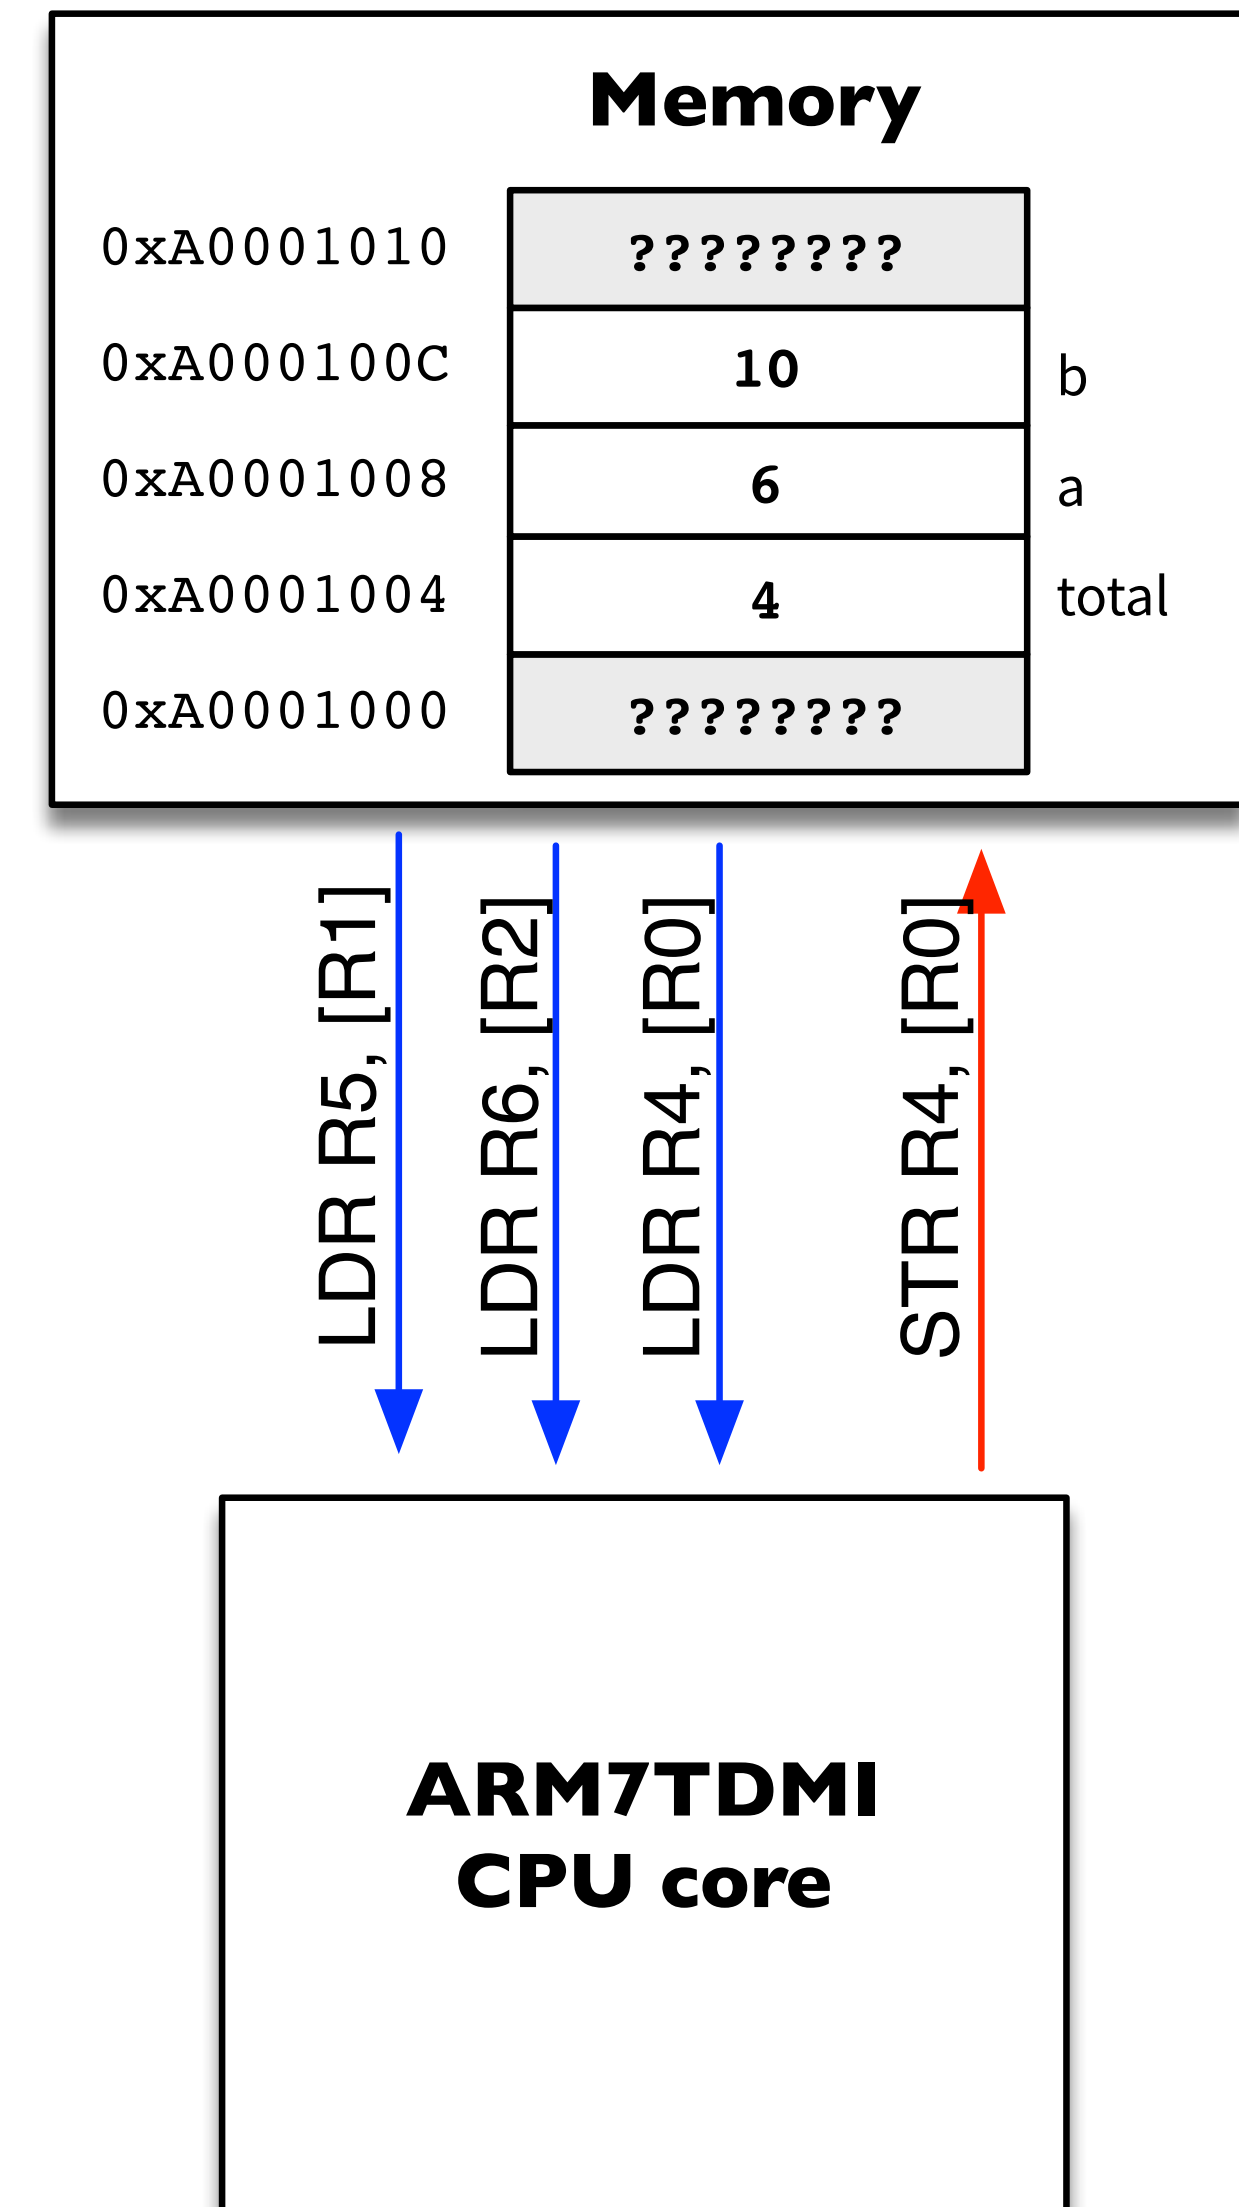 Memory
0xA0001010 ????????
0xA000100C 10 b
0xA0001008 6 a
0xA0001004 4 total
0xA0001000 ????????
LDR R5, [R1]
LDR R6, [R2]
LDR R4, [R0]
STR R4, [R0]
ARM7TDMI
CPU core